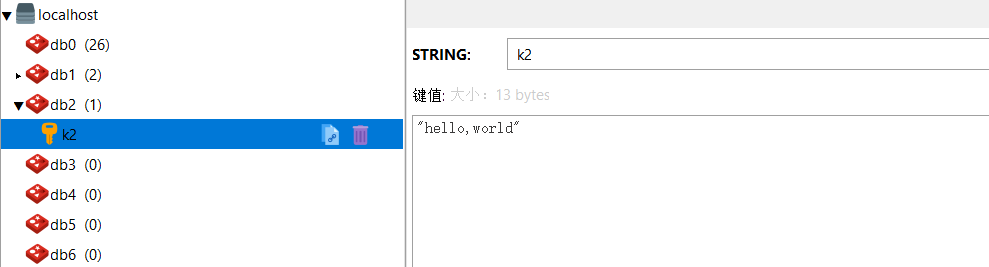 localhost
db0 (26)
db1 (2)
db2 (1)
k2
db3 (0)
db4 (0)
db5 (0)
db6 (0)
STRING: k2
键值: 大小：13 bytes
"hello,world"